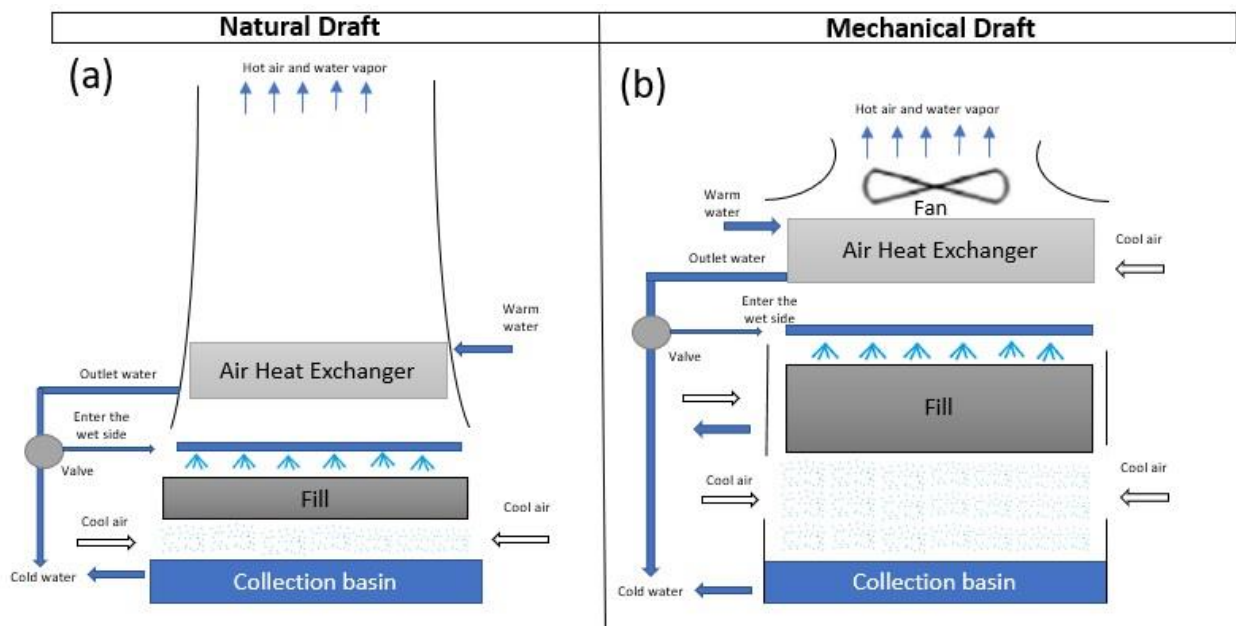 Natural Draft
Mechanical Draft
(a)
Hot air and water vapor
Warm
water
Air Heat Exchanger
Outlet water
Enter the
wet side
Valve
Fill
Cool air
Cool air
Cold water
Collection basin
(b)
Hot air and water vapor
Warm
water
Fan
Air Heat Exchanger
Cool air
Outlet water
Enter the
wet side
Valve
Fill
Cool air
Cool air
Cold water
Collection basin